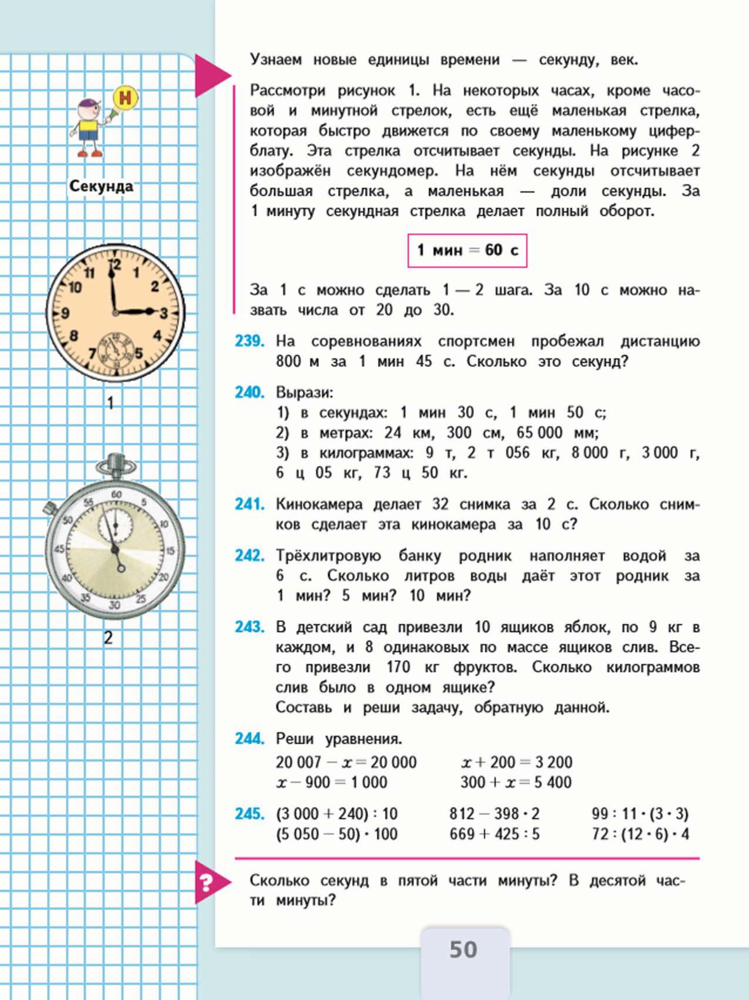 Узнаем новые единицы времени — секунду, век.
Рассмотри рисунок 1. На некоторых часах, кроме часо-
вой и минутной стрелок, есть ещё маленькая стрелка,
которая быстро движется по своему маленькому цифер-
блату. Эта стрелка отсчитывает секунды. На рисунке 2
изображён секундомер. На нём секунды отсчитывает
большая стрелка, а маленькая — доли секунды. За
1 минуту секундная стрелка делает полный оборот.
1 мин = 60 с
За 1 с можно сделать 1 — 2 шага. За 10 с можно на-
звать числа от 20 до 30.
239. На соревнованиях спортсмен пробежал дистанцию
800 м за 1 мин 45 с. Сколько это секунд?
240. Вырази:
1) в секундах: 1 мин 30 с, 1 мин 50 с;
2) в метрах: 24 км, 300 см, 65 000 мм;
3) в килограммах: 9 т, 2 т 056 кг, 8 000 г, 3 000 г,
6 ц 05 кг, 73 ц 50 кг.
241. Кинокамера делает 32 снимка за 2 с. Сколько сним-
ков сделает эта кинокамера за 10 с?
242. Трёхлитровую банку родник наполняет водой за
6 с. Сколько литров воды даёт этот родник за
1 мин? 5 мин? 10 мин?
243. В детский сад привезли 10 ящиков яблок, по 9 кг в
каждом, и 8 одинаковых по массе ящиков слив. Все-
го привезли 170 кг фруктов. Сколько килограммов
слив было в одном ящике?
Составь и реши задачу, обратную данной.
244. Реши уравнения.
20 007 − x = 20 000 x + 200 = 3 200
x − 900 = 1 000 300 + x = 5 400
245. (3 000 + 240) : 10 812 − 398 · 2 99 : 11 · (3 · 3)
(5 050 − 50) · 100 669 + 425 : 5 72 : (12 · 6) · 4
?
Сколько секунд в пятой части минуты? В десятой час-
ти минуты?
50
Н
Секунда
12
1
2
3
4
5
7
8
9
10
11
1
60
5
10
15
20
25
30
35
40
45
50
55
2